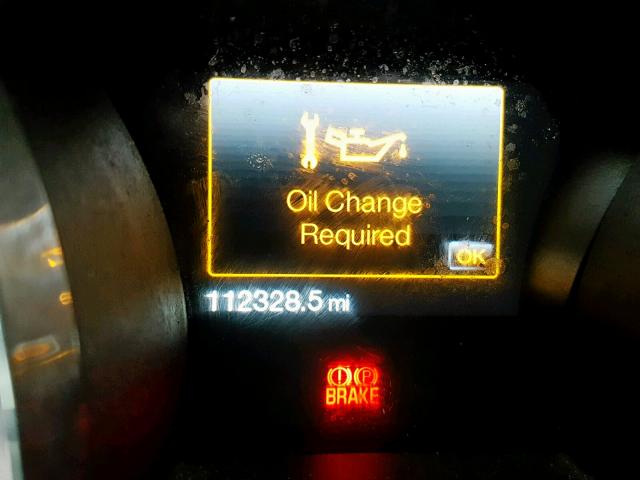 Oil Change
Required
OK
112328.5 mi
(!) (P)
BRAKE